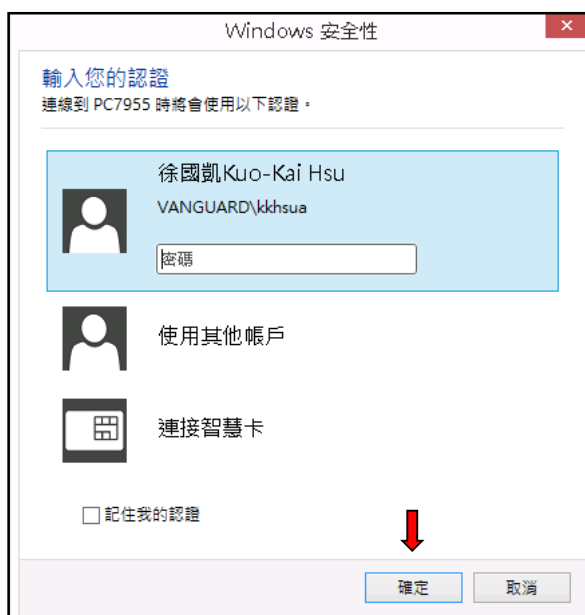 Windows 安全性
輸入您的認證
連線到 PC7955 時將會使用以下認證。
徐國凱Kuo-Kai Hsu
VANGUARD\kkhsua
密碼
使用其他帳戶
連接智慧卡
記住我的認證
確定
取消